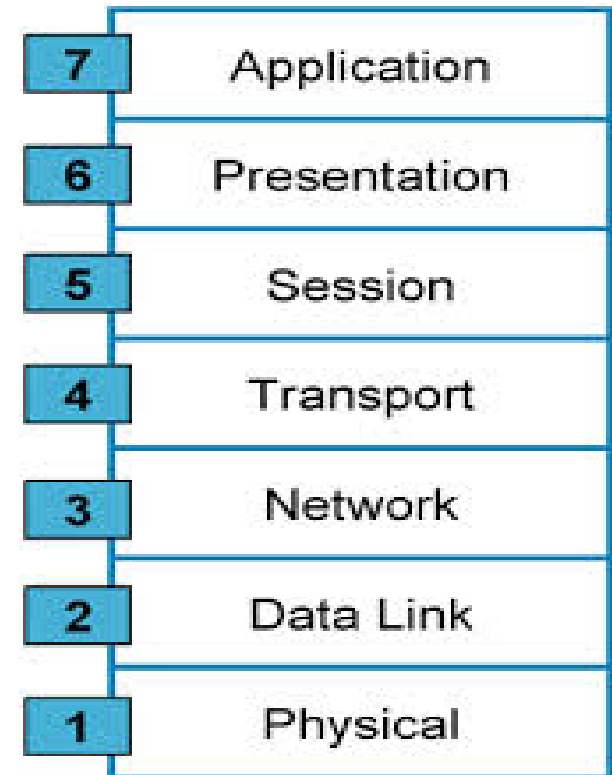 7 Application
6 Presentation
5 Session
4 Transport
3 Network
2 Data Link
1 Physical